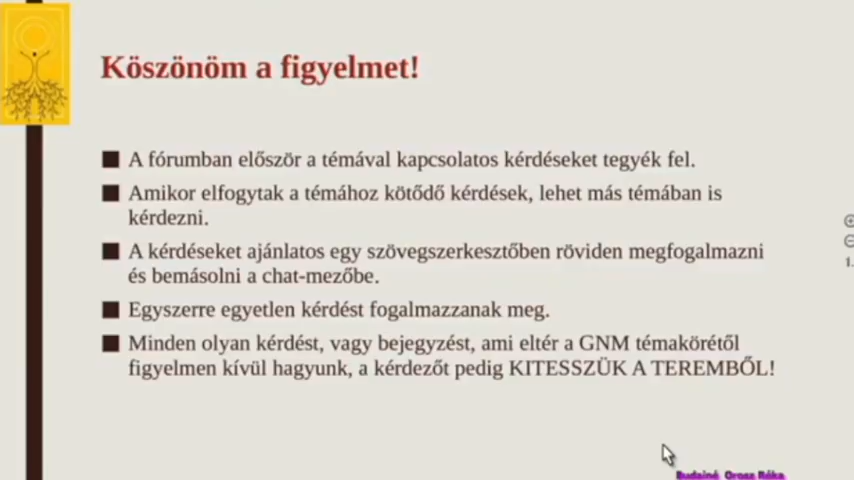 Köszönöm a figyelmet!
A fórumban először a témával kapcsolatos kérdéseket tegyék fel.
Amikor elfogytak a témához kötődő kérdések, lehet más témában is
kérdezni.
A kérdéseket ajánlatos egy szövegszerkesztőben röviden megfogalmazni
és bemásolni a chat-mezőbe.
Egyszerre egyetlen kérdést fogalmazzanak meg.
Minden olyan kérdést, vagy bejegyzést, ami eltér a GNM témakörétől
figyelmen kívül hagyunk, a kérdezőt pedig KITESSZÜK A TEREMBŐL!
1.
Budainé Orosz Réka